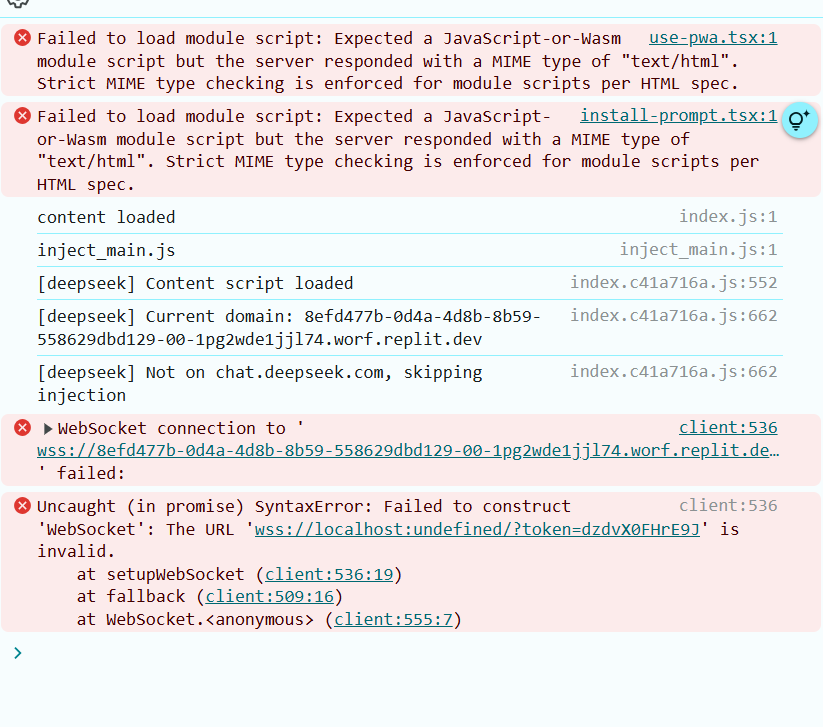 Failed to load module script: Expected a JavaScript-or-Wasm use-pwa.tsx:1
module script but the server responded with a MIME type of "text/html".
Strict MIME type checking is enforced for module scripts per HTML spec.
Failed to load module script: Expected a JavaScript- install-prompt.tsx:1
or-Wasm module script but the server responded with a MIME type of
"text/html". Strict MIME type checking is enforced for module scripts per
HTML spec.
content loaded index.js:1
inject_main.js inject_main.js:1
[deepseek] Content script loaded index.c41a716a.js:552
[deepseek] Current domain: 8efd477b-0d4a-4d8b-8b59- index.c41a716a.js:662
558629dbd129-00-1pg2wde1jjl74.worf.replit.dev
[deepseek] Not on chat.deepseek.com, skipping index.c41a716a.js:662
injection
WebSocket connection to ' client:536
wss://8efd477b-0d4a-4d8b-8b59-558629dbd129-00-1pg2wde1jjl74.worf.replit.de…
' failed:
Uncaught (in promise) SyntaxError: Failed to construct client:536
'WebSocket': The URL 'wss://localhost:undefined/?token=dzdvX0FHrE9J' is
invalid.
at setupWebSocket (client:536:19)
at fallback (client:509:16)
at WebSocket.<anonymous> (client:555:7)